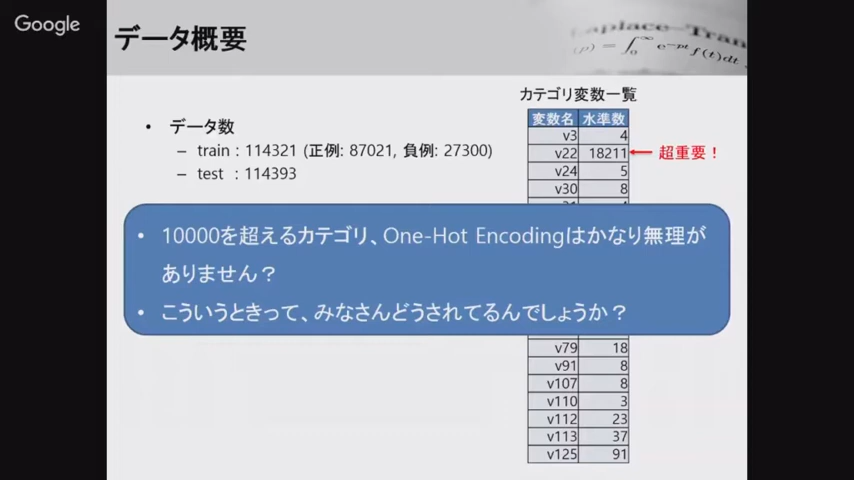 Google
データ概要
Laplace-Tran
(p) = ∫₀^∞ e^-pt f(t)dt
カテゴリ変数一覧
• データ数
– train : 114321 (正例: 87021, 負例: 27300)
– test : 114393
変数名 水準数
v3 4
v22 18211 ← 超重要！
v24 5
v30 8
• 10000を超えるカテゴリ、One-Hot Encodingはかなり無理が
ありません？
• こういうときって、みなさんどうされてるんでしょうか？
v79 18
v91 8
v107 8
v110 3
v112 23
v113 37
v125 91